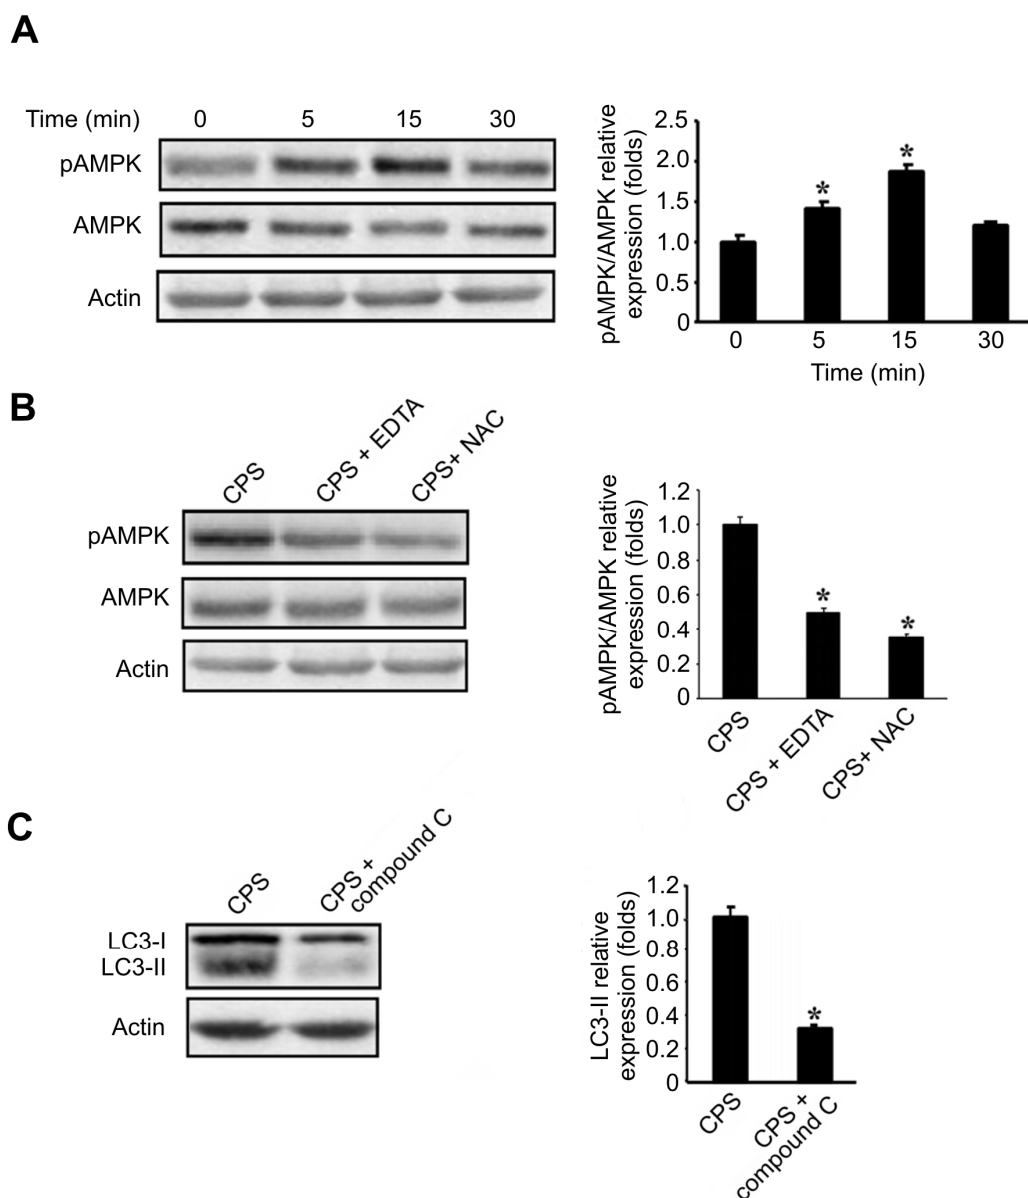 A
Time (min) 0 5 15 30
pAMPK
AMPK
Actin
pAMPK/AMPK relative
expression (folds)
2.5
2.0
1.5
1.0
0.5
0
0 5 15 30
Time (min)
* *
B
CPS CPS + EDTA CPS+ NAC
pAMPK
AMPK
Actin
pAMPK/AMPK relative
expression (folds)
1.2
1.0
0.8
0.6
0.4
0.2
0
* *
CPS CPS + EDTA CPS+ NAC
C
CPS CPS +
compound C
LC3-I
LC3-II
Actin
LC3-II relative
expression (folds)
1.2
1.0
0.8
0.6
0.4
0.2
0
*
CPS CPS +
compound C